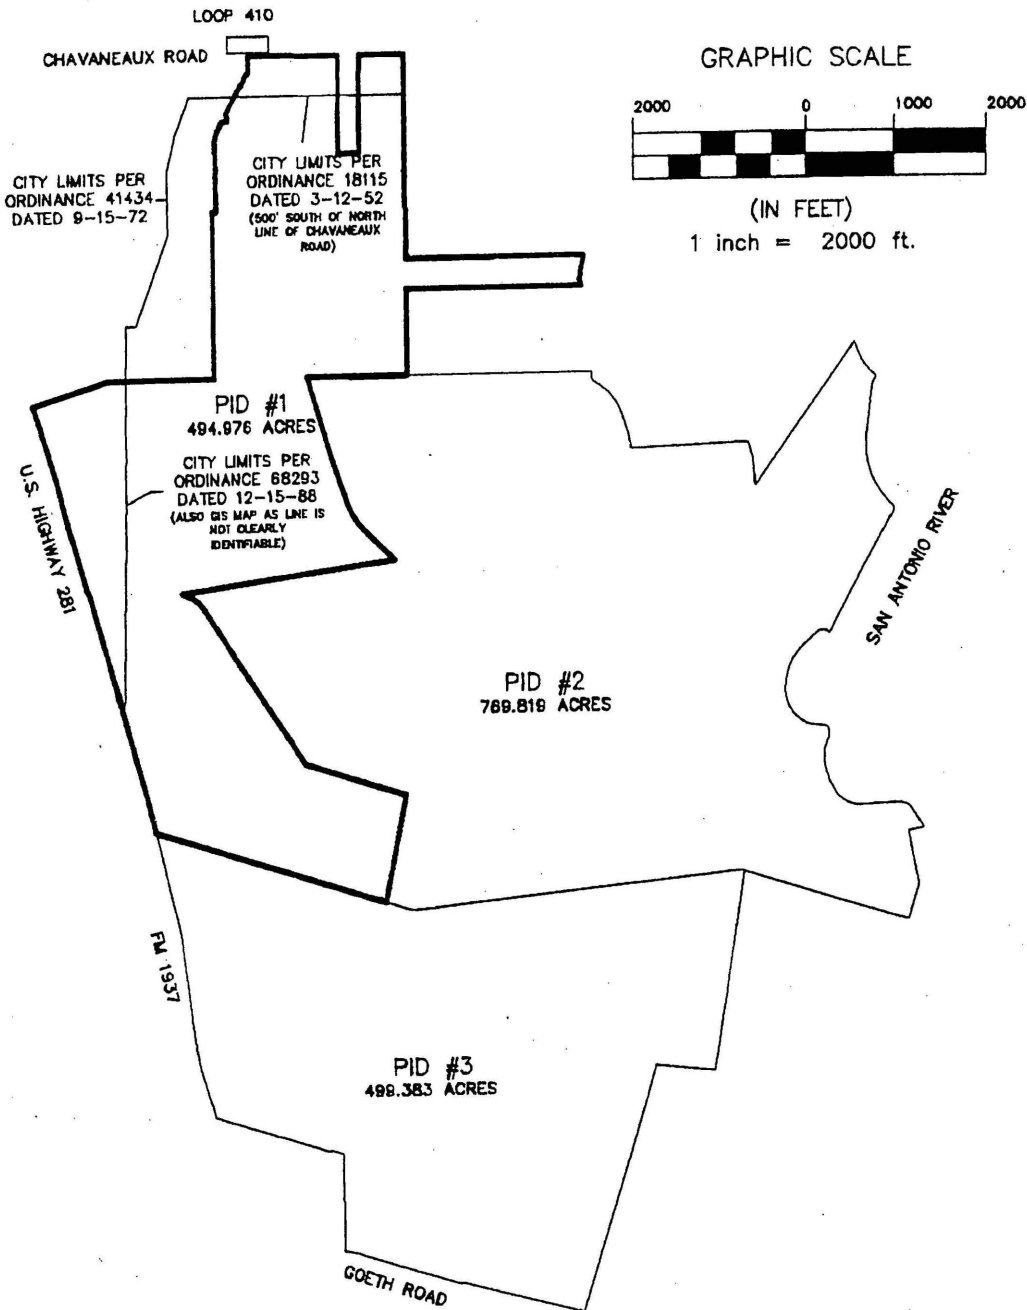 LOOP 410
CHAVANEAUX ROAD
GRAPHIC SCALE
2000 0 1000 2000
(IN FEET)
1 inch = 2000 ft.
CITY LIMITS PER
ORDINANCE 41434
DATED 9-15-72
CITY LIMITS PER
ORDINANCE 18115
DATED 3-12-52
(500' SOUTH OF NORTH
LINE OF CHAVANEAUX
ROAD)
PID #1
494.976 ACRES
CITY LIMITS PER
ORDINANCE 68293
DATED 12-15-88
(ALSO GIS MAP AS LINE IS
NOT CLEARLY
IDENTIFIABLE)
U.S. HIGHWAY 281
SAN ANTONIO RIVER
PID #2
769.819 ACRES
FM 1937
PID #3
499.383 ACRES
GOETH ROAD